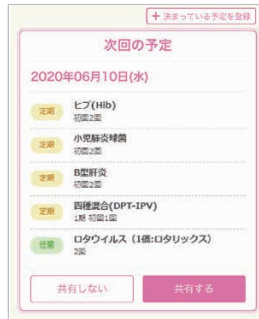 + 決まっている予定を登録
次回の予定
2020年06月10日(水)
定期
ヒブ(Hib)
初回2回
定期
小児肺炎球菌
初回2回
定期
B型肝炎
初回2回
定期
四種混合(DPT-IPV)
1期 初回1回
任意
ロタウイルス（1価:ロタリックス）
2回
共有しない
共有する